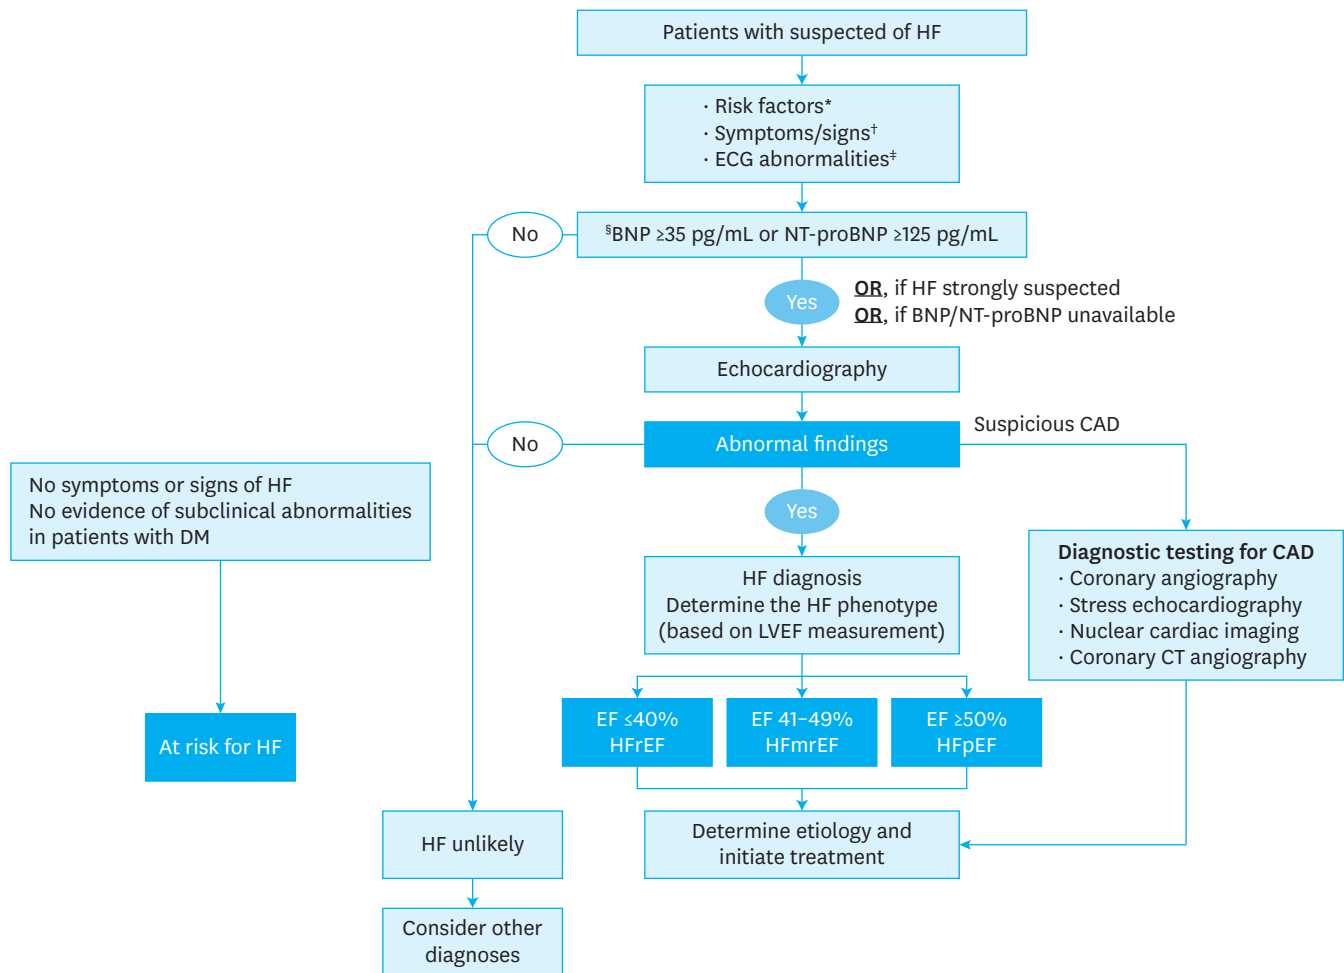 Patients with suspected of HF
· Risk factors*
· Symptoms/signs†
· ECG abnormalities‡
No
§BNP ≥35 pg/mL or NT-proBNP ≥125 pg/mL
Yes
OR, if HF strongly suspected
OR, if BNP/NT-proBNP unavailable
Echocardiography
No
Abnormal findings
Suspicious CAD
No symptoms or signs of HF
No evidence of subclinical abnormalities
in patients with DM
Yes
Diagnostic testing for CAD
· Coronary angiography
· Stress echocardiography
· Nuclear cardiac imaging
· Coronary CT angiography
HF diagnosis
Determine the HF phenotype
(based on LVEF measurement)
At risk for HF
EF ≤40%
HFrEF
EF 41–49%
HFmrEF
EF ≥50%
HFpEF
HF unlikely
Determine etiology and
initiate treatment
Consider other
diagnoses